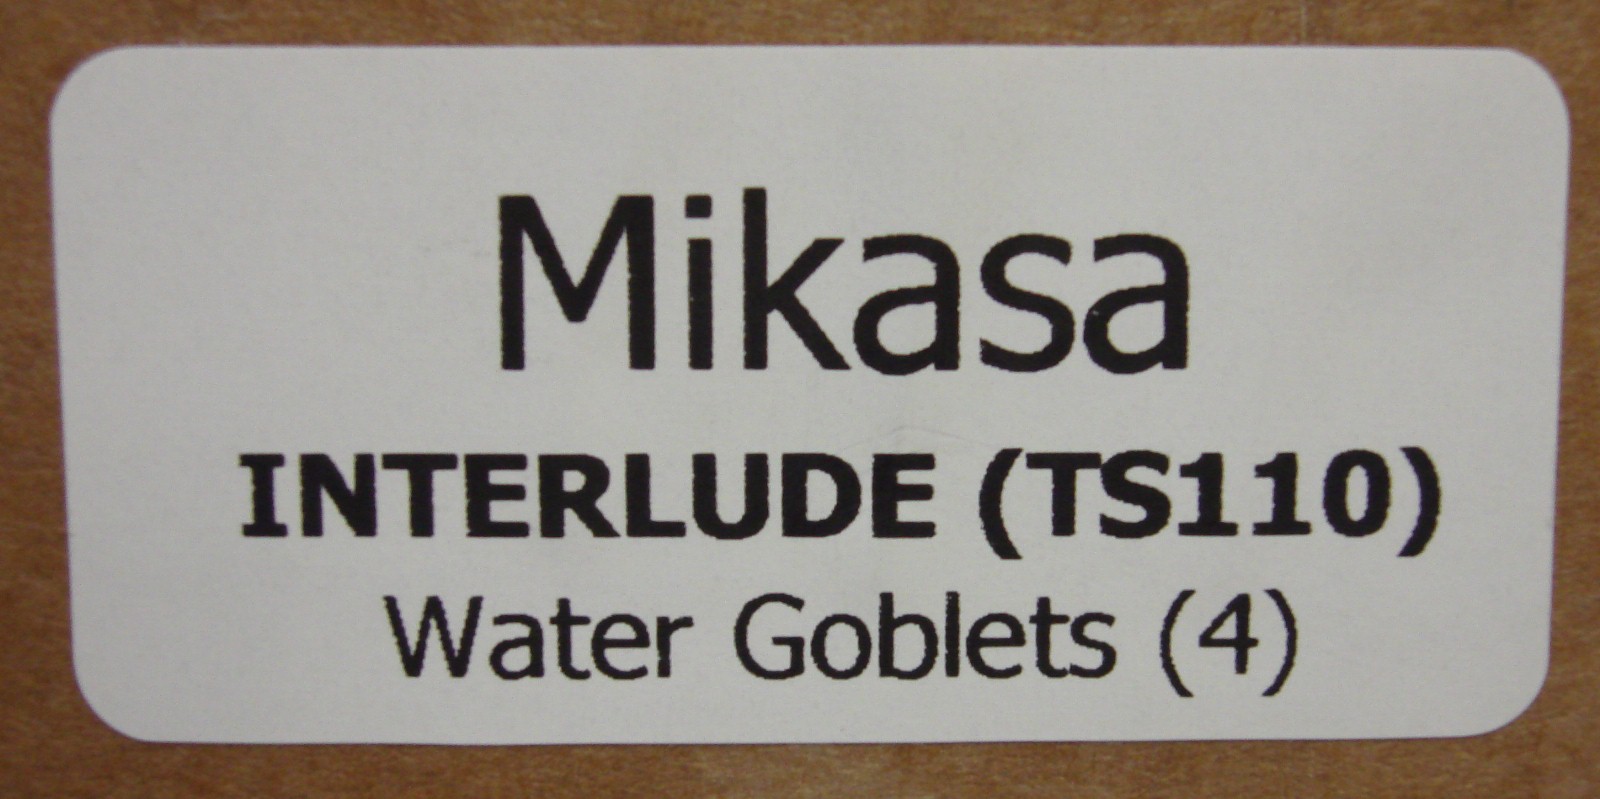 Mikasa
INTERLUDE (TS110)
Water Goblets (4)